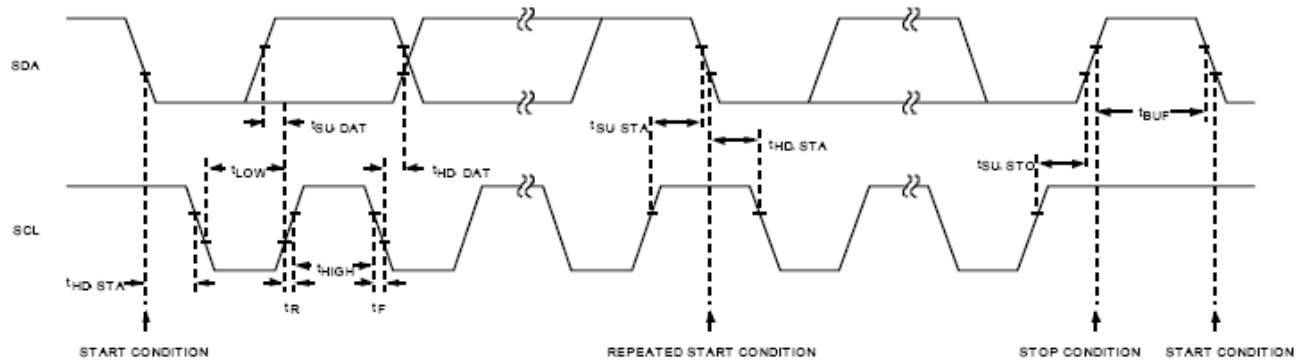 SDA
tSU, DAT
tSU, STA
tHD, STA
tBUF
tLOW
tHD, DAT
tSU, STO
SCL
tHD, STA
tHIGH
tR
tF
START CONDITION
REPEATED START CONDITION
STOP CONDITION
START CONDITION